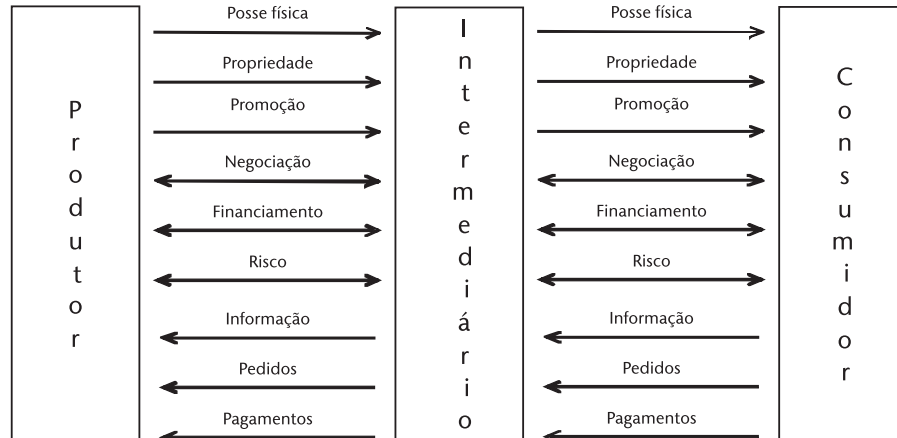 Produtor
Posse física
Propriedade
Promoção
Negociação
Financiamento
Risco
Informação
Pedidos
Pagamentos
Intermediário
Posse física
Propriedade
Promoção
Negociação
Financiamento
Risco
Informação
Pedidos
Pagamentos
Consumidor